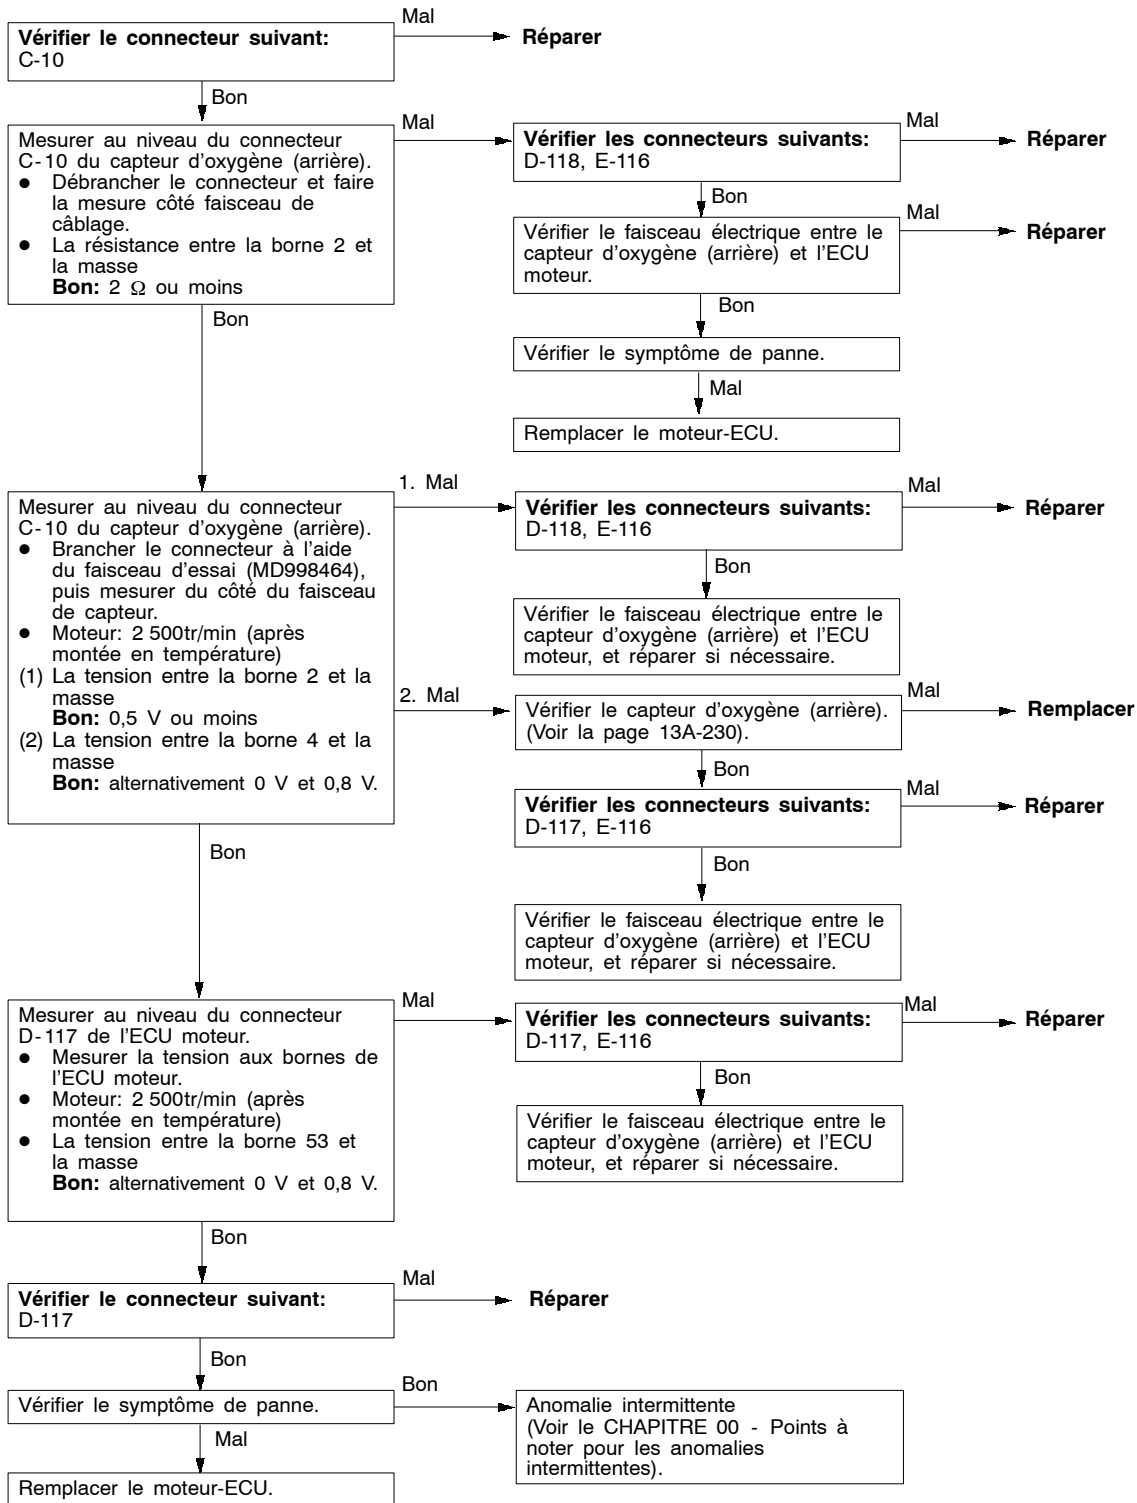 Mal
Vérifier le connecteur suivant:
C-10
Réparer
Bon
Mesurer au niveau du connecteur
C-10 du capteur d'oxygène (arrière).
● Débrancher le connecteur et faire
la mesure côté faisceau de
câblage.
● La résistance entre la borne 2 et
la masse
Bon: 2 Ω ou moins
Mal
Vérifier les connecteurs suivants:
D-118, E-116
Mal
Réparer
Bon
Vérifier le faisceau électrique entre le
capteur d'oxygène (arrière) et l'ECU
moteur.
Mal
Réparer
Bon
Vérifier le symptôme de panne.
Mal
Remplacer le moteur-ECU.
Bon
Mesurer au niveau du connecteur
C-10 du capteur d'oxygène (arrière).
● Brancher le connecteur à l'aide
du faisceau d'essai (MD998464),
puis mesurer du côté du faisceau
de capteur.
● Moteur: 2 500tr/min (après
montée en température)
(1) La tension entre la borne 2 et la
masse
Bon: 0,5 V ou moins
(2) La tension entre la borne 4 et la
masse
Bon: alternativement 0 V et 0,8 V.
1. Mal
Vérifier les connecteurs suivants:
D-118, E-116
Mal
Réparer
Bon
Vérifier le faisceau électrique entre le
capteur d'oxygène (arrière) et l'ECU
moteur, et réparer si nécessaire.
2. Mal
Vérifier le capteur d'oxygène (arrière).
(Voir la page 13A-230).
Mal
Remplacer
Bon
Vérifier les connecteurs suivants:
D-117, E-116
Mal
Réparer
Bon
Vérifier le faisceau électrique entre le
capteur d'oxygène (arrière) et l'ECU
moteur, et réparer si nécessaire.
Bon
Mesurer au niveau du connecteur
D-117 de l'ECU moteur.
● Mesurer la tension aux bornes de
l'ECU moteur.
● Moteur: 2 500tr/min (après
montée en température)
● La tension entre la borne 53 et
la masse
Bon: alternativement 0 V et 0,8 V.
Mal
Vérifier les connecteurs suivants:
D-117, E-116
Mal
Réparer
Bon
Vérifier le faisceau électrique entre le
capteur d'oxygène (arrière) et l'ECU
moteur, et réparer si nécessaire.
Bon
Vérifier le connecteur suivant:
D-117
Mal
Réparer
Bon
Vérifier le symptôme de panne.
Bon
Anomalie intermittente
(Voir le CHAPITRE 00 - Points à
noter pour les anomalies
intermittentes).
Mal
Remplacer le moteur-ECU.